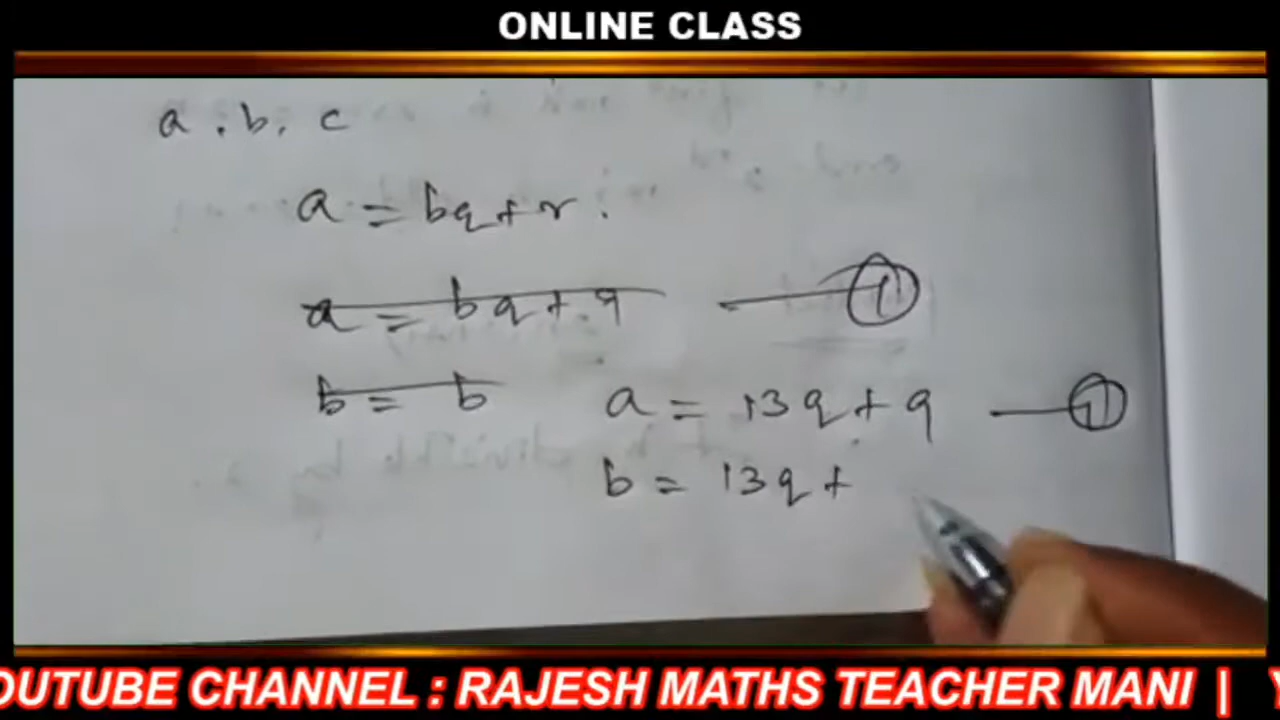 ONLINE CLASS
a, b, c
a = bq + r.
a = bq + 9 — ①
b = b
a = 13q + 9 — ①
b = 13q +
OUTUBE CHANNEL : RAJESH MATHS TEACHER MANI | Y